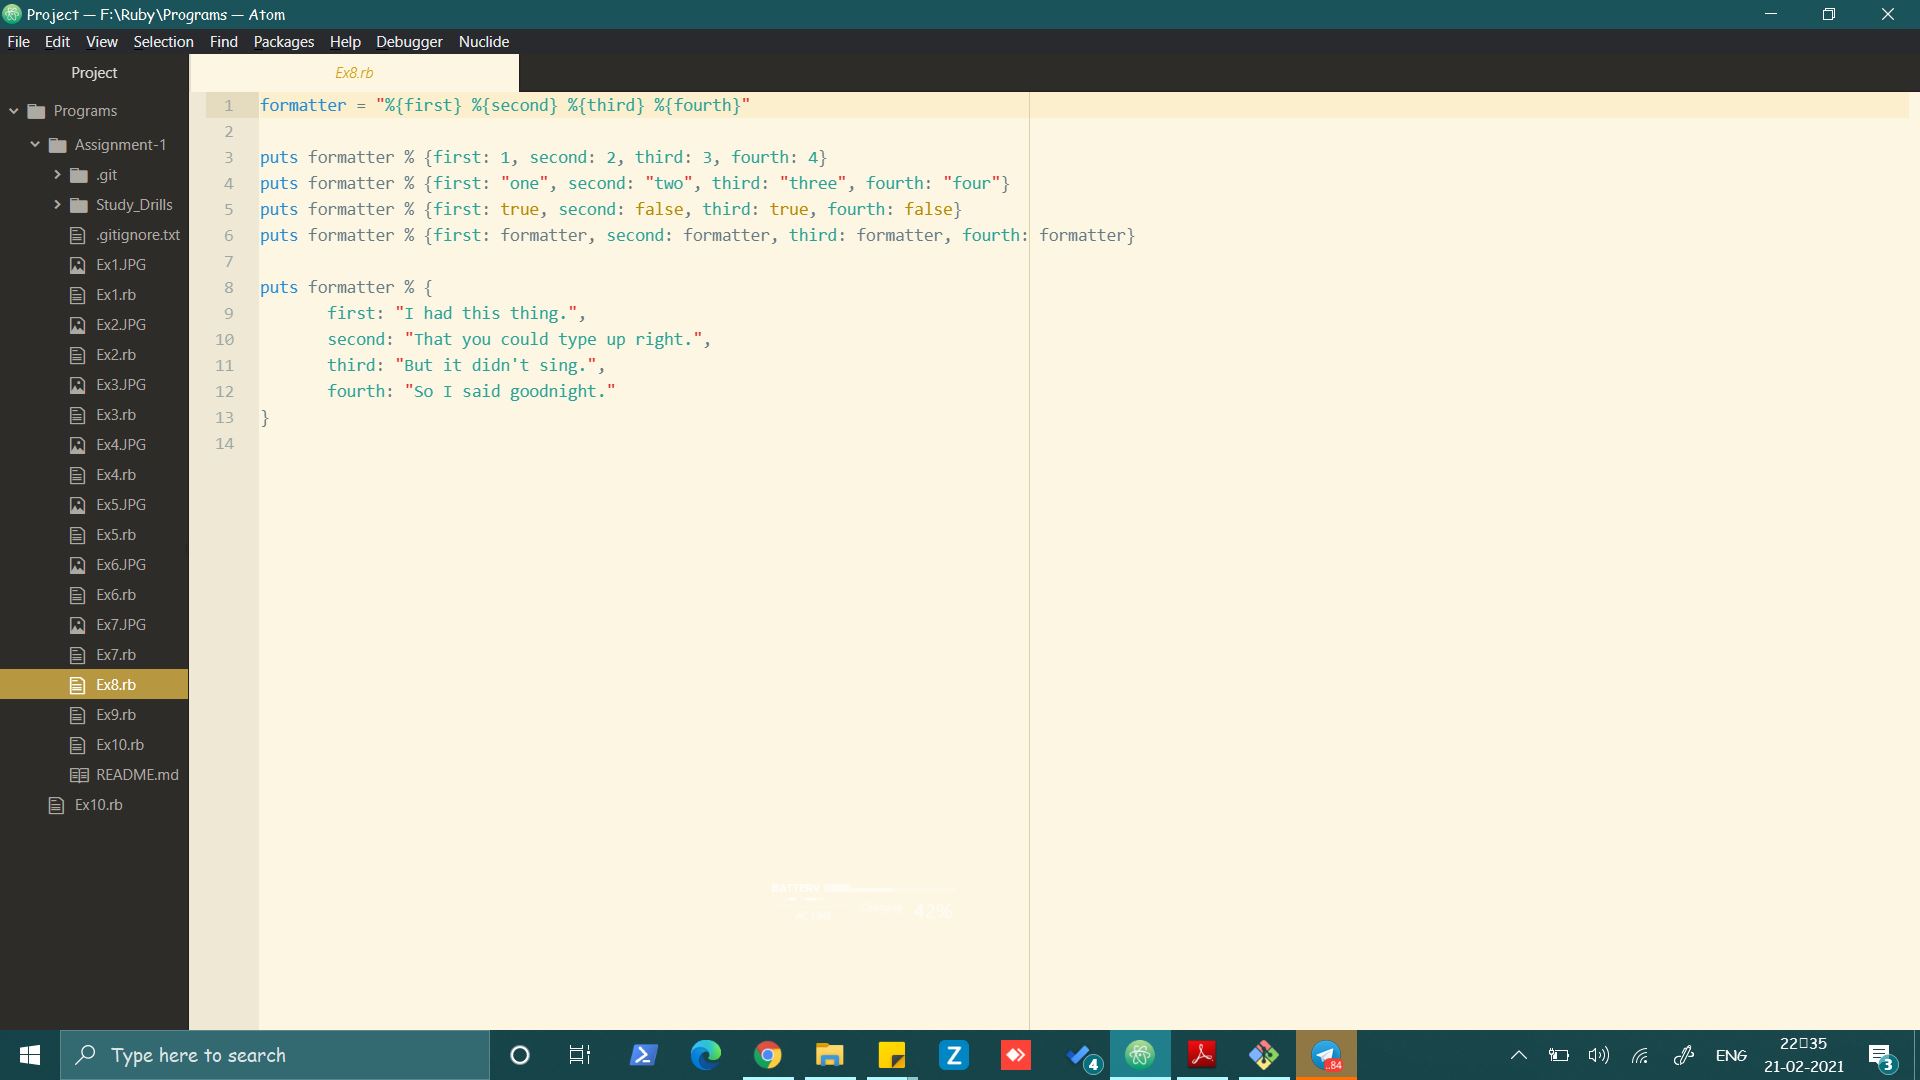 Project — F:\Ruby\Programs — Atom
File Edit View Selection Find Packages Help Debugger Nuclide
Project
Programs
Assignment-1
.git
Study_Drills
.gitignore.txt
Ex1.JPG
Ex1.rb
Ex2.JPG
Ex2.rb
Ex3.JPG
Ex3.rb
Ex4.JPG
Ex4.rb
Ex5.JPG
Ex5.rb
Ex6.JPG
Ex6.rb
Ex7.JPG
Ex7.rb
Ex8.rb
Ex9.rb
Ex10.rb
README.md
Ex10.rb
Ex8.rb
1 formatter = "%{first} %{second} %{third} %{fourth}"
2
3 puts formatter % {first: 1, second: 2, third: 3, fourth: 4}
4 puts formatter % {first: "one", second: "two", third: "three", fourth: "four"}
5 puts formatter % {first: true, second: false, third: true, fourth: false}
6 puts formatter % {first: formatter, second: formatter, third: formatter, fourth: formatter}
7
8 puts formatter % {
9 first: "I had this thing.",
10 second: "That you could type up right.",
11 third: "But it didn't sing.",
12 fourth: "So I said goodnight."
13 }
14
BATTERY
42%
Type here to search
Z
4
..84
ENG
22▯35
21-02-2021
3